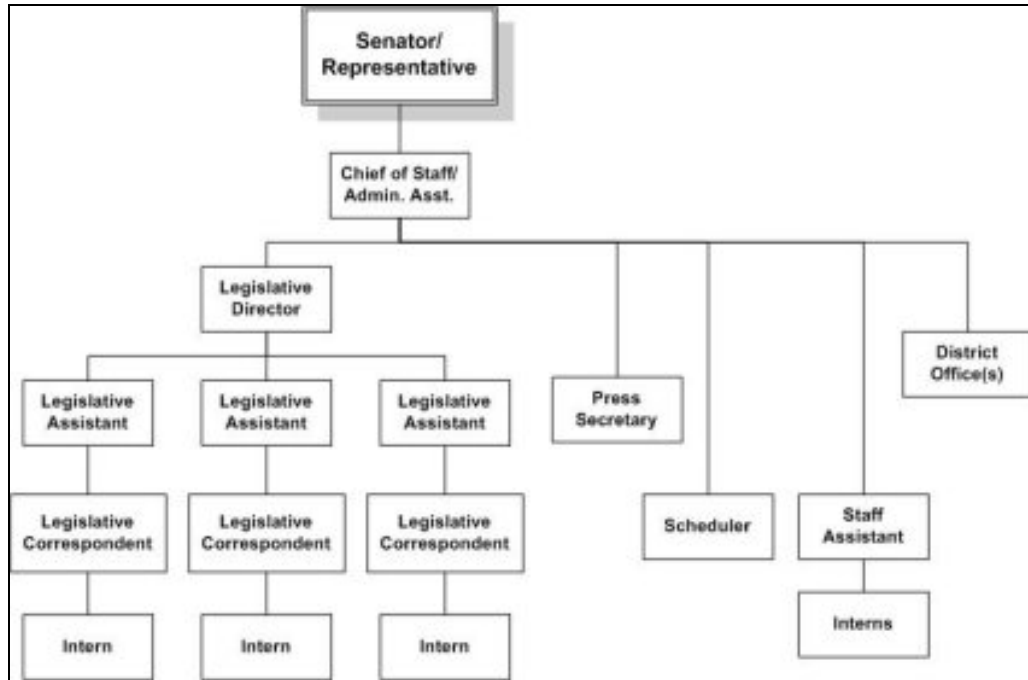 Senator/
Representative
Chief of Staff/
Admin. Asst.
Legislative
Director
District
Office(s)
Legislative
Assistant
Legislative
Assistant
Legislative
Assistant
Press
Secretary
Legislative
Correspondent
Legislative
Correspondent
Legislative
Correspondent
Scheduler
Staff
Assistant
Intern
Intern
Intern
Interns